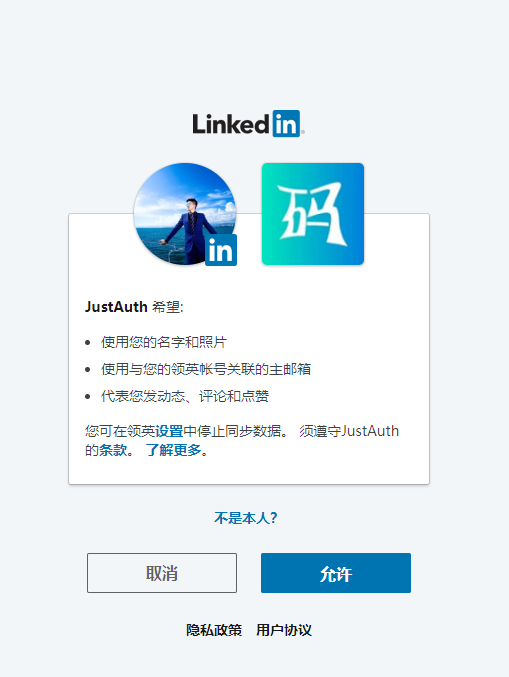 Linked in
码
in
JustAuth 希望:
使用您的名字和照片
使用与您的领英帐号关联的主邮箱
代表您发动态、评论和点赞
您可在领英设置中停止同步数据。 须遵守JustAuth
的条款。 了解更多。
不是本人？
取消 允许
隐私政策 用户协议